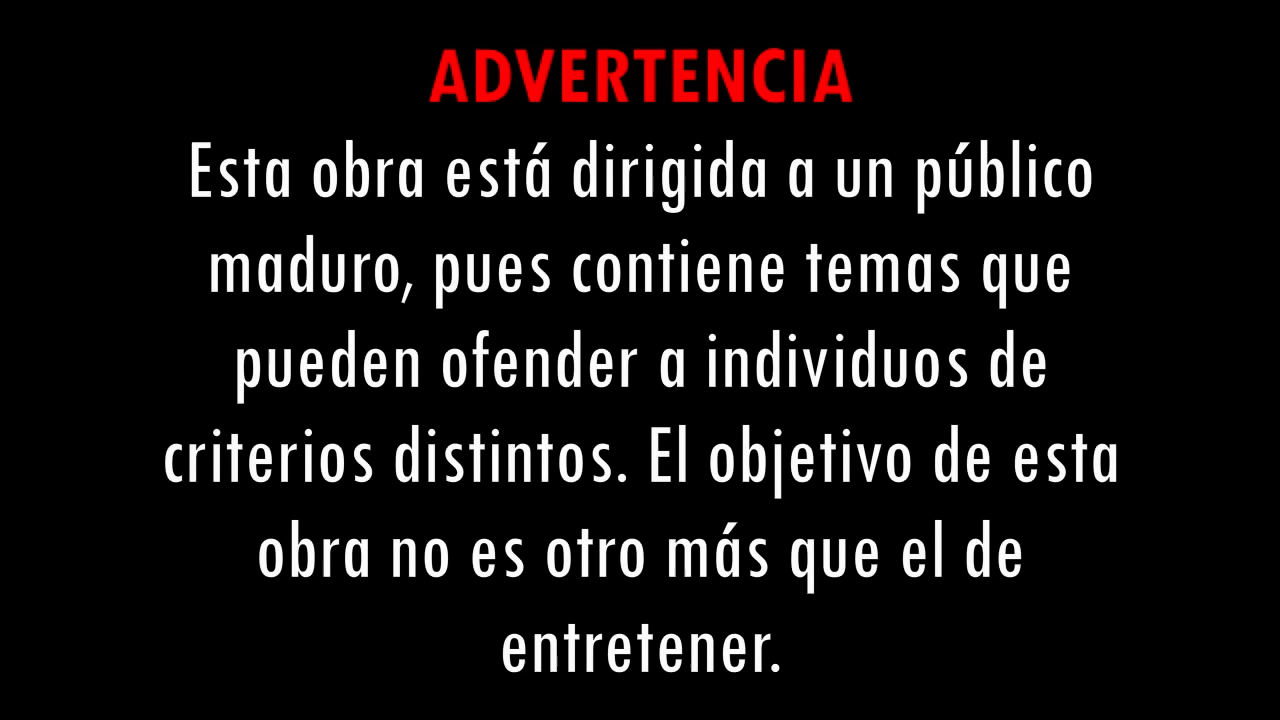 ADVERTENCIA
Esta obra está dirigida a un público
maduro, pues contiene temas que
pueden ofender a individuos de
criterios distintos. El objetivo de esta
obra no es otro más que el de
entretener.